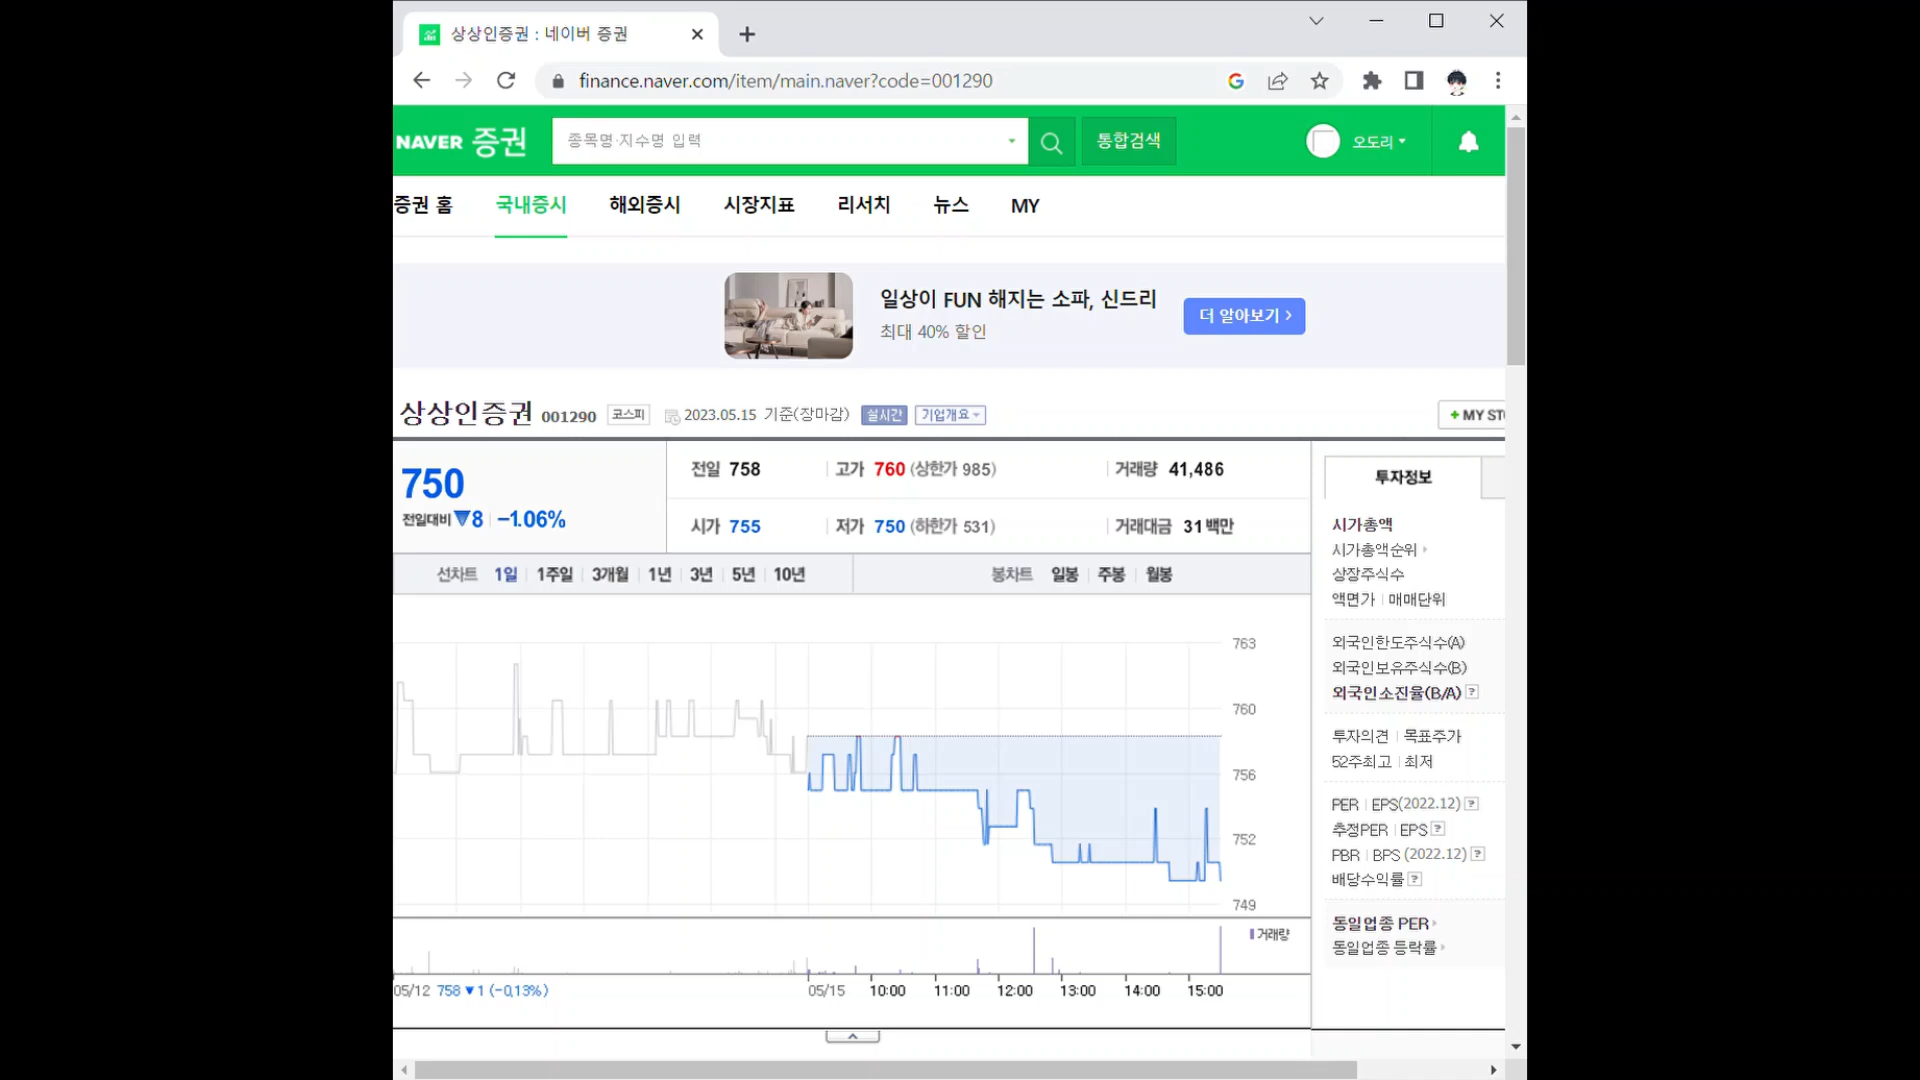 상상인증권 : 네이버 증권
finance.naver.com/item/main.naver?code=001290
NAVER 증권
종목명·지수명 입력
통합검색
오도리
증권 홈 국내증시 해외증시 시장지표 리서치 뉴스 MY
일상이 FUN 해지는 소파, 신드리
최대 40% 할인
더 알아보기 >
상상인증권 001290 코스피 2023.05.15 기준(장마감) 실시간 기업개요
+ MY STO
750
전일대비 ▼8 -1.06%
전일 758 고가 760 (상한가 985) 거래량 41,486
시가 755 저가 750 (하한가 531) 거래대금 31 백만
선차트 1일 1주일 3개월 1년 3년 5년 10년 봉차트 일봉 주봉 월봉
763
760
756
752
749
거래량
05/12 758 ▼ 1 (-0.13%)
05/15 10:00 11:00 12:00 13:00 14:00 15:00
투자정보
시가총액
시가총액순위
상장주식수
액면가 | 매매단위
외국인한도주식수(A)
외국인보유주식수(B)
외국인소진율(B/A) ?
투자의견 | 목표주가
52주최고 | 최저
PER | EPS(2022.12) ?
추정PER | EPS ?
PBR | BPS (2022.12) ?
배당수익률 ?
동일업종 PER
동일업종 등락률